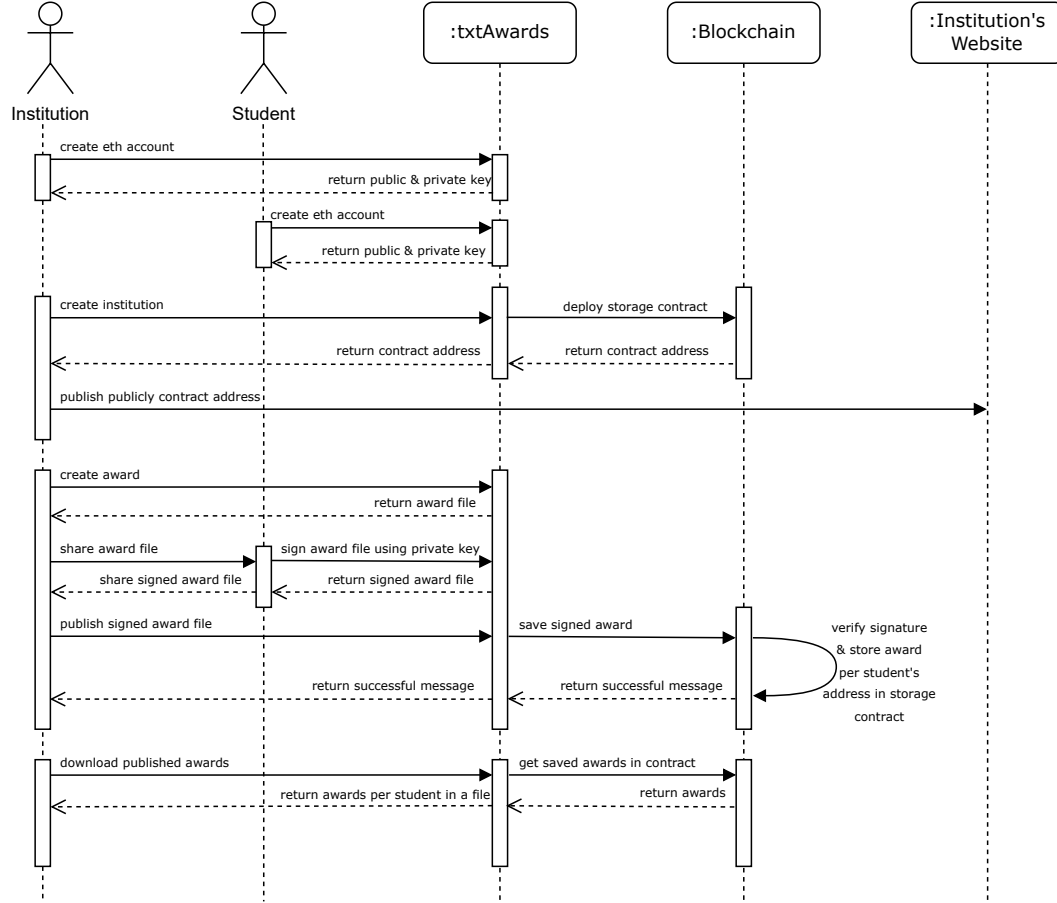 :txtAwards
:Blockchain
:Institution's
Website
Institution
Student
create eth account
return public & private key
create eth account
return public & private key
create institution
deploy storage contract
return contract address
return contract address
publish publicly contract address
create award
return award file
share award file
sign award file using private key
share signed award file
return signed award file
publish signed award file
save signed award
verify signature
& store award
per student's
address in storage
contract
return successful message
return successful message
download published awards
get saved awards in contract
return awards per student in a file
return awards